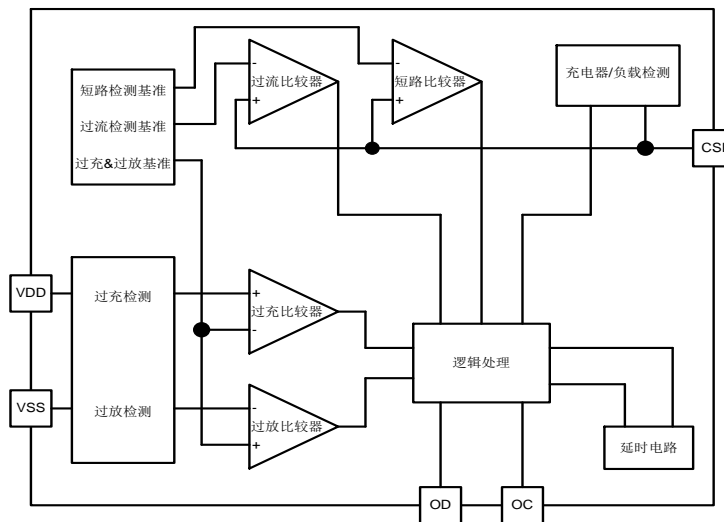 短路检测基准
过流检测基准
过充&过放基准
-
过流比较器
+
-
短路比较器
+
充电器/负载检测
CSI
VDD
过充检测
+
过充比较器
-
逻辑处理
VSS
过放检测
-
过放比较器
+
延时电路
OD
OC